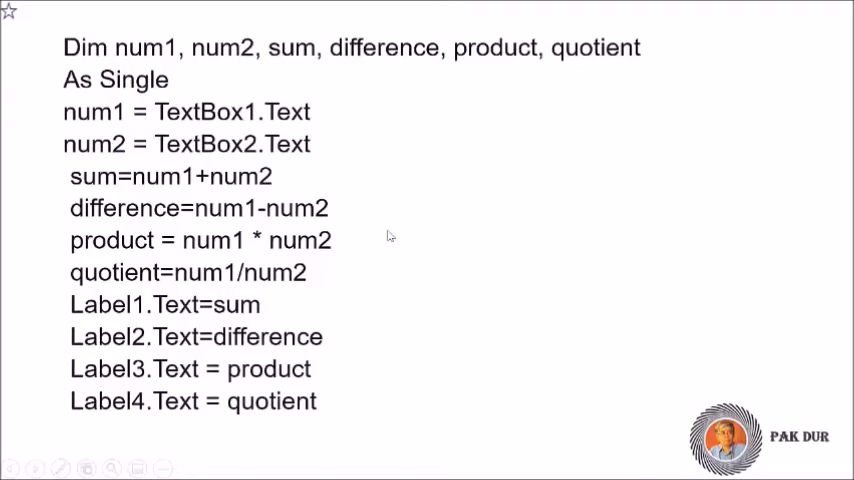 Dim num1, num2, sum, difference, product, quotient
As Single
num1 = TextBox1.Text
num2 = TextBox2.Text
sum=num1+num2
difference=num1-num2
product = num1 * num2
quotient=num1/num2
Label1.Text=sum
Label2.Text=difference
Label3.Text = product
Label4.Text = quotient
PAK DUR